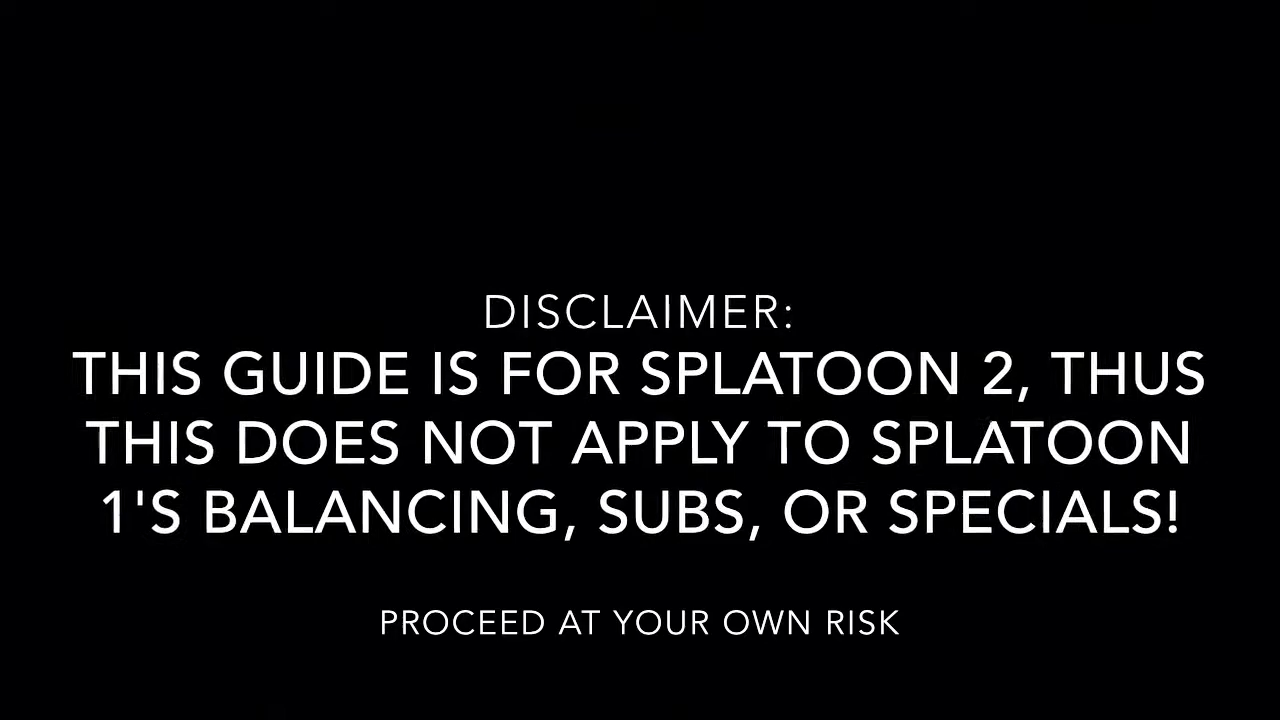 DISCLAIMER:
THIS GUIDE IS FOR SPLATOON 2, THUS
THIS DOES NOT APPLY TO SPLATOON
1'S BALANCING, SUBS, OR SPECIALS!
PROCEED AT YOUR OWN RISK